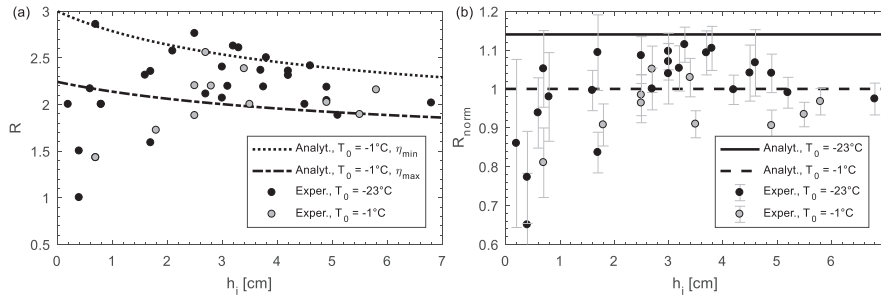 (a)
3
2.5
2
1.5
1
0.5
R
0 1 2 3 4 5 6 7
h_i [cm]
Analyt., T_0 = -1°C, η_min
Analyt., T_0 = -1°C, η_max
Exper., T_0 = -23°C
Exper., T_0 = -1°C
(b)
1.2
1.1
1
0.9
0.8
0.7
0.6
R_norm
0 2 4 6
h_i [cm]
Analyt., T_0 = -23°C
Analyt., T_0 = -1°C
Exper., T_0 = -23°C
Exper., T_0 = -1°C